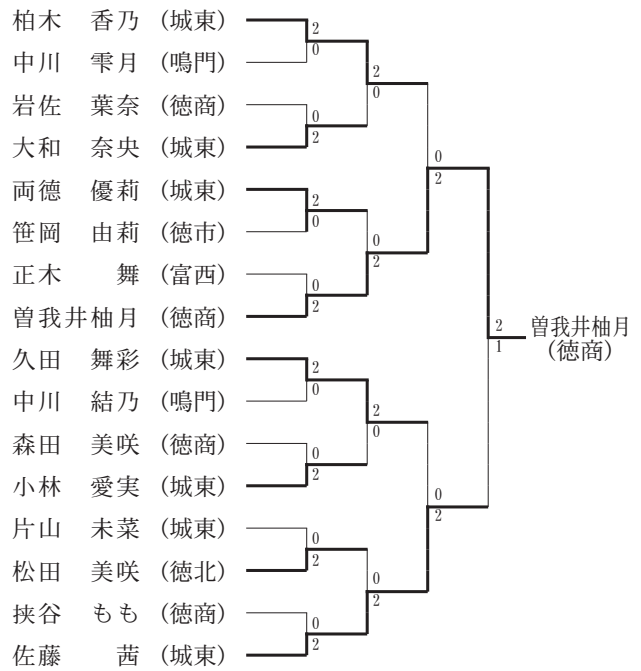 柏木 香乃 (城東)
中川 雫月 (鳴門)
岩佐 葉奈 (徳商)
大和 奈央 (城東)
両徳 優莉 (城東)
笹岡 由莉 (徳市)
正木 舞 (富西)
曽我井柚月 (徳商)
久田 舞彩 (城東)
中川 結乃 (鳴門)
森田 美咲 (徳商)
小林 愛実 (城東)
片山 未菜 (城東)
松田 美咲 (徳北)
挟谷 もも (徳商)
佐藤 茜 (城東)
2
0
0
2
2
0
0
2
2
0
0
2
0
2
0
2
2
0
0
2
2
0
0
2
0
2
0
2
2
1
曽我井柚月
(徳商)